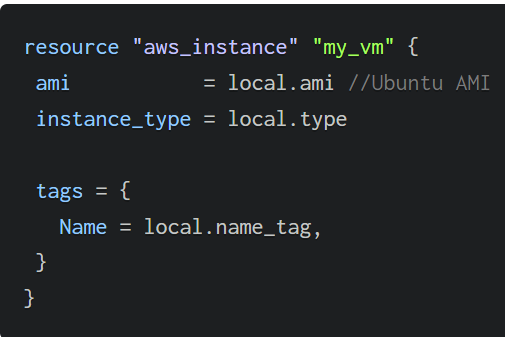 resource "aws_instance" "my_vm" {
 ami           = local.ami //Ubuntu AMI
 instance_type = local.type

 tags = {
   Name = local.name_tag,
 }
}